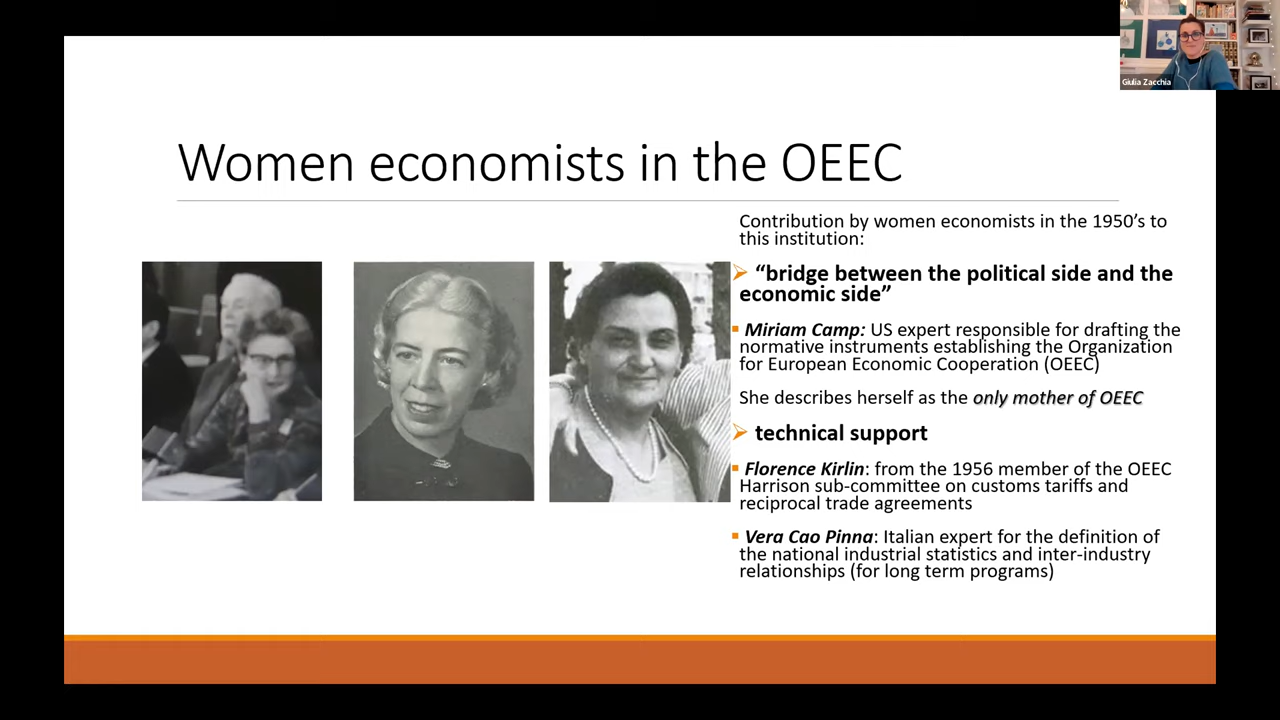 Giulia Zacchia
Women economists in the OEEC
Contribution by women economists in the 1950's to
this institution:
“bridge between the political side and the
economic side”
Miriam Camp: US expert responsible for drafting the
normative instruments establishing the Organization
for European Economic Cooperation (OEEC)
She describes herself as the only mother of OEEC
technical support
Florence Kirlin: from the 1956 member of the OEEC
Harrison sub-committee on customs tariffs and
reciprocal trade agreements
Vera Cao Pinna: Italian expert for the definition of
the national industrial statistics and inter-industry
relationships (for long term programs)